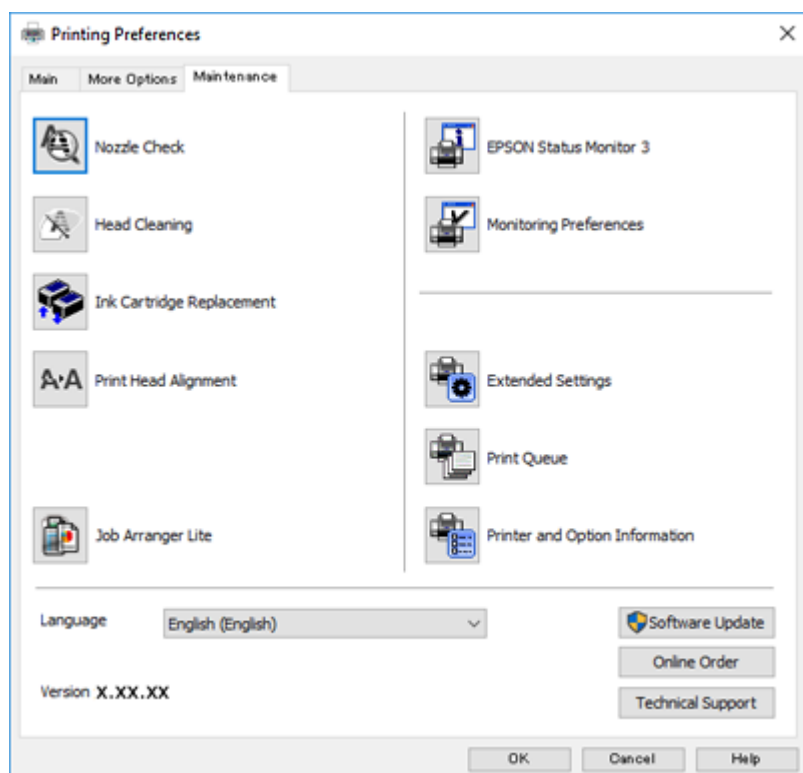 Printing Preferences
Main More Options Maintenance
Nozzle Check
Head Cleaning
Ink Cartridge Replacement
A·A Print Head Alignment
Job Arranger Lite
EPSON Status Monitor 3
Monitoring Preferences
Extended Settings
Print Queue
Printer and Option Information
Language English (English)
Version X.XX.XX
Software Update
Online Order
Technical Support
OK Cancel Help